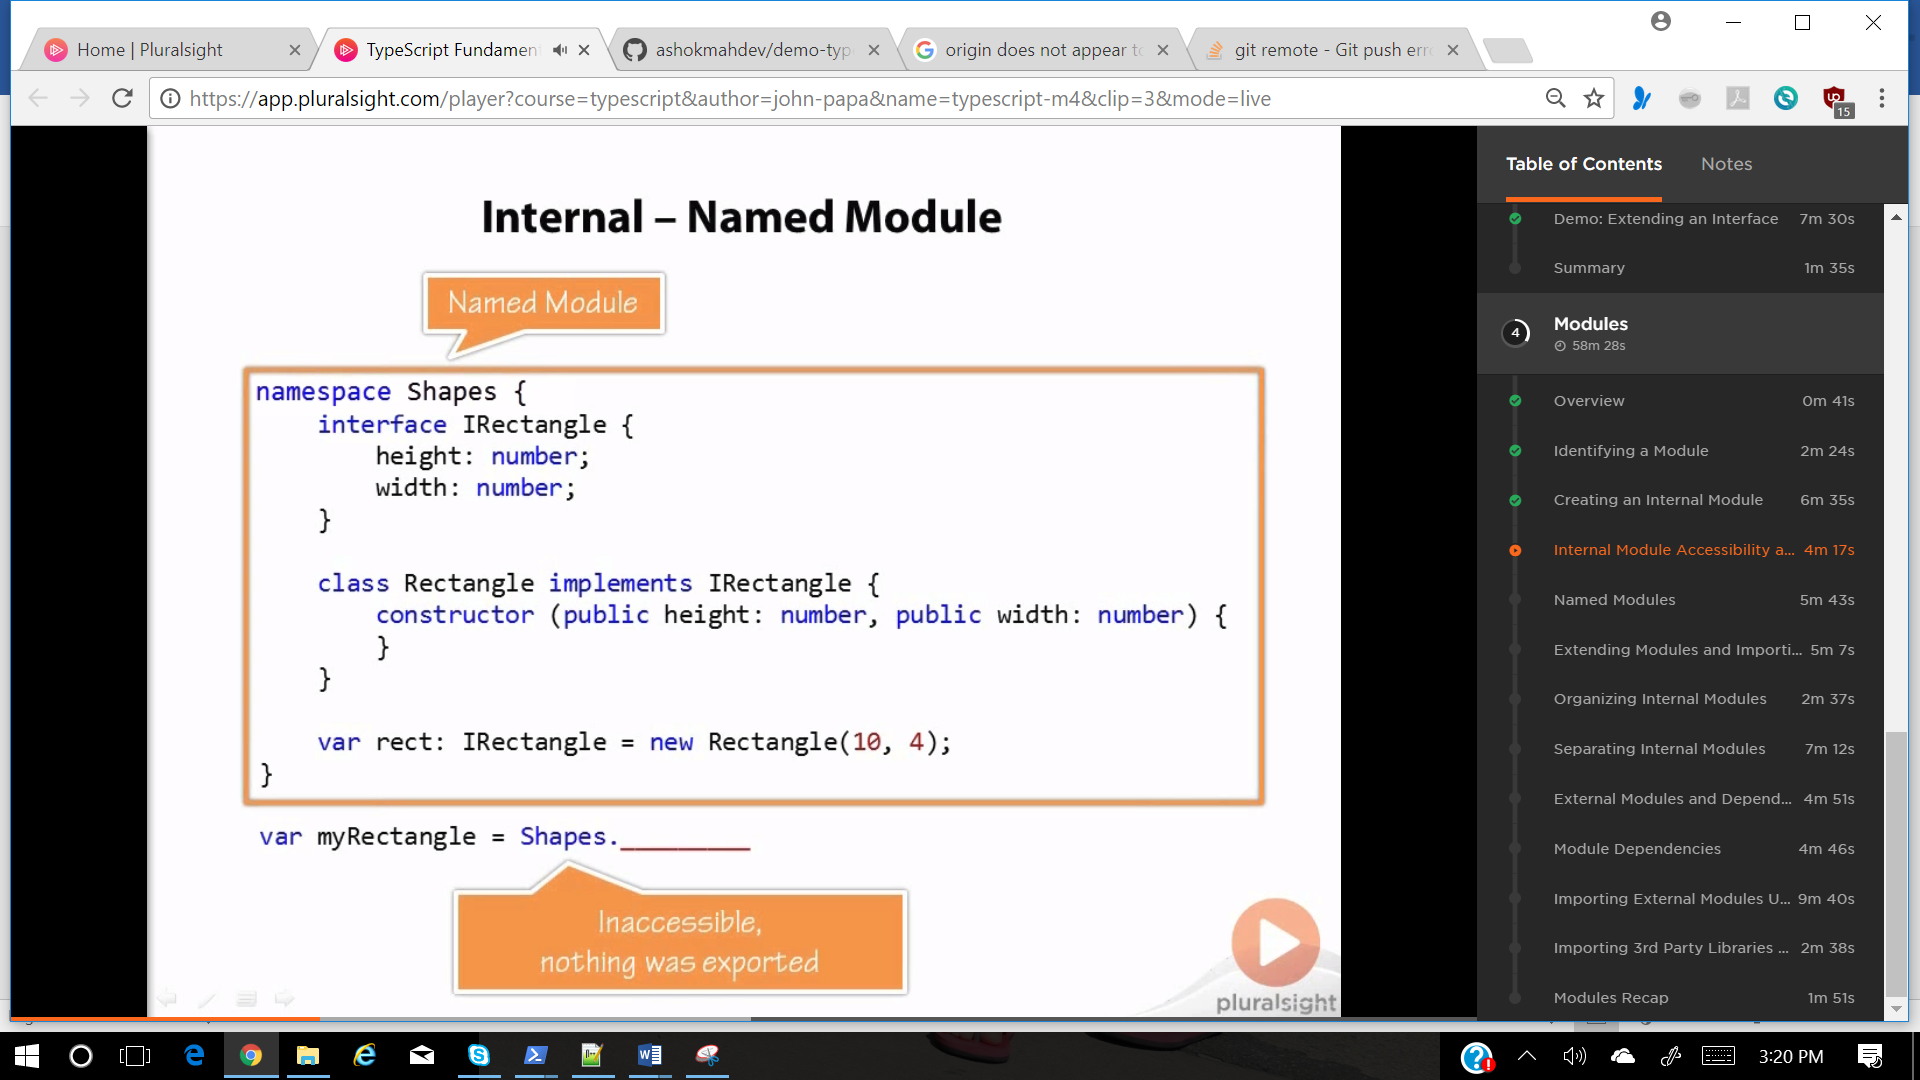 Home | Pluralsight
TypeScript Fundamen
ashokmahdev/demo-typ
origin does not appear to
git remote - Git push erro
https://app.pluralsight.com/player?course=typescript&author=john-papa&name=typescript-m4&clip=3&mode=live
15
Internal – Named Module
Named Module
namespace Shapes {
interface IRectangle {
height: number;
width: number;
}
class Rectangle implements IRectangle {
constructor (public height: number, public width: number) {
}
}
var rect: IRectangle = new Rectangle(10, 4);
}
var myRectangle = Shapes._________
Inaccessible,
nothing was exported
pluralsight
Table of Contents
Notes
Demo: Extending an Interface 7m 30s
Summary 1m 35s
4
Modules
58m 28s
Overview 0m 41s
Identifying a Module 2m 24s
Creating an Internal Module 6m 35s
Internal Module Accessibility a... 4m 17s
Named Modules 5m 43s
Extending Modules and Importi... 5m 7s
Organizing Internal Modules 2m 37s
Separating Internal Modules 7m 12s
External Modules and Depend... 4m 51s
Module Dependencies 4m 46s
Importing External Modules U... 9m 40s
Importing 3rd Party Libraries ... 2m 38s
Modules Recap 1m 51s
3:20 PM